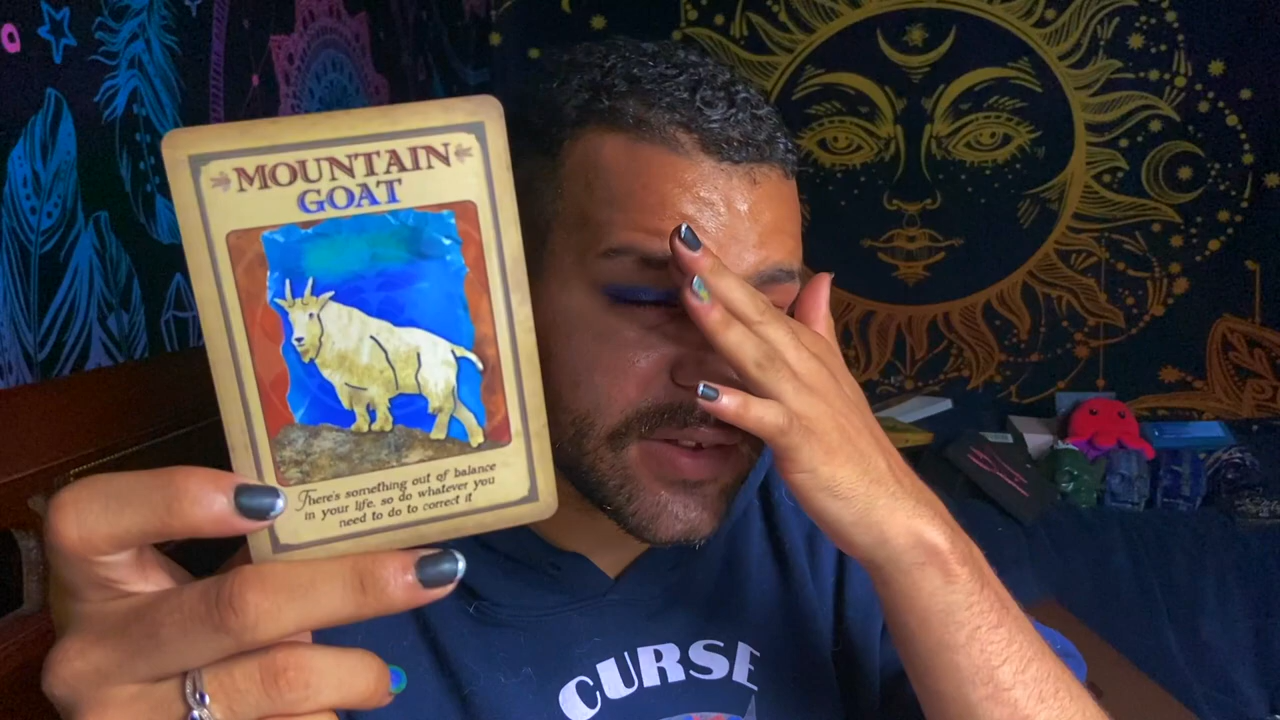 MOUNTAIN
GOAT
There's something out of balance
in your life, so do whatever you
need to do to correct it
CURSE